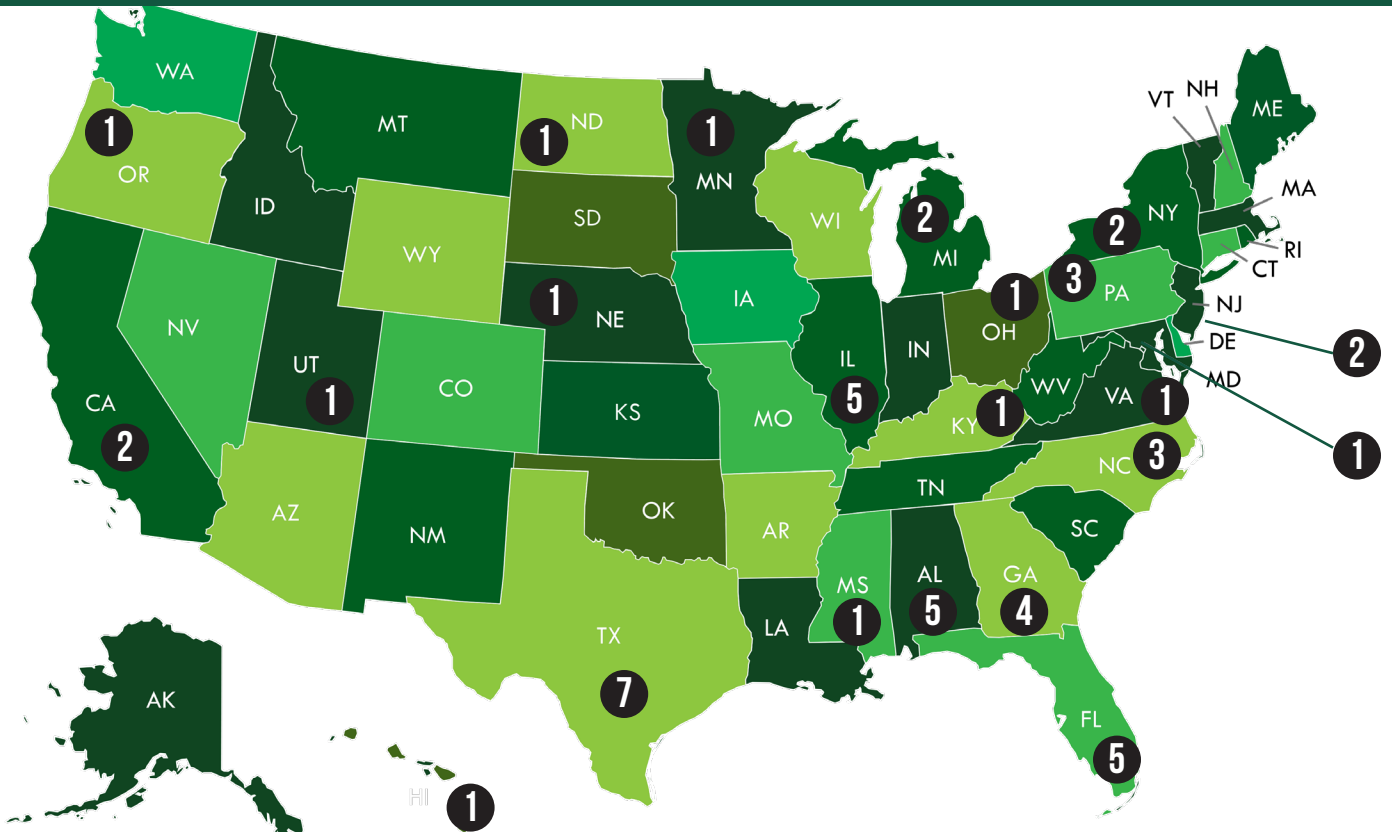 WA
VT
NH
ME
MT
ND
1
MN
1
OR
1
ID
SD
WI
MI
2
NY
2
MA
RI
CT
WY
IA
NE
1
OH
1
PA
3
NJ
DE
2
MD
NV
UT
1
CO
KS
MO
IL
5
IN
WV
VA
1
1
CA
2
KY
1
NC
3
TN
AZ
NM
OK
AR
SC
MS
1
AL
5
GA
4
TX
7
LA
FL
5
AK
HI
1